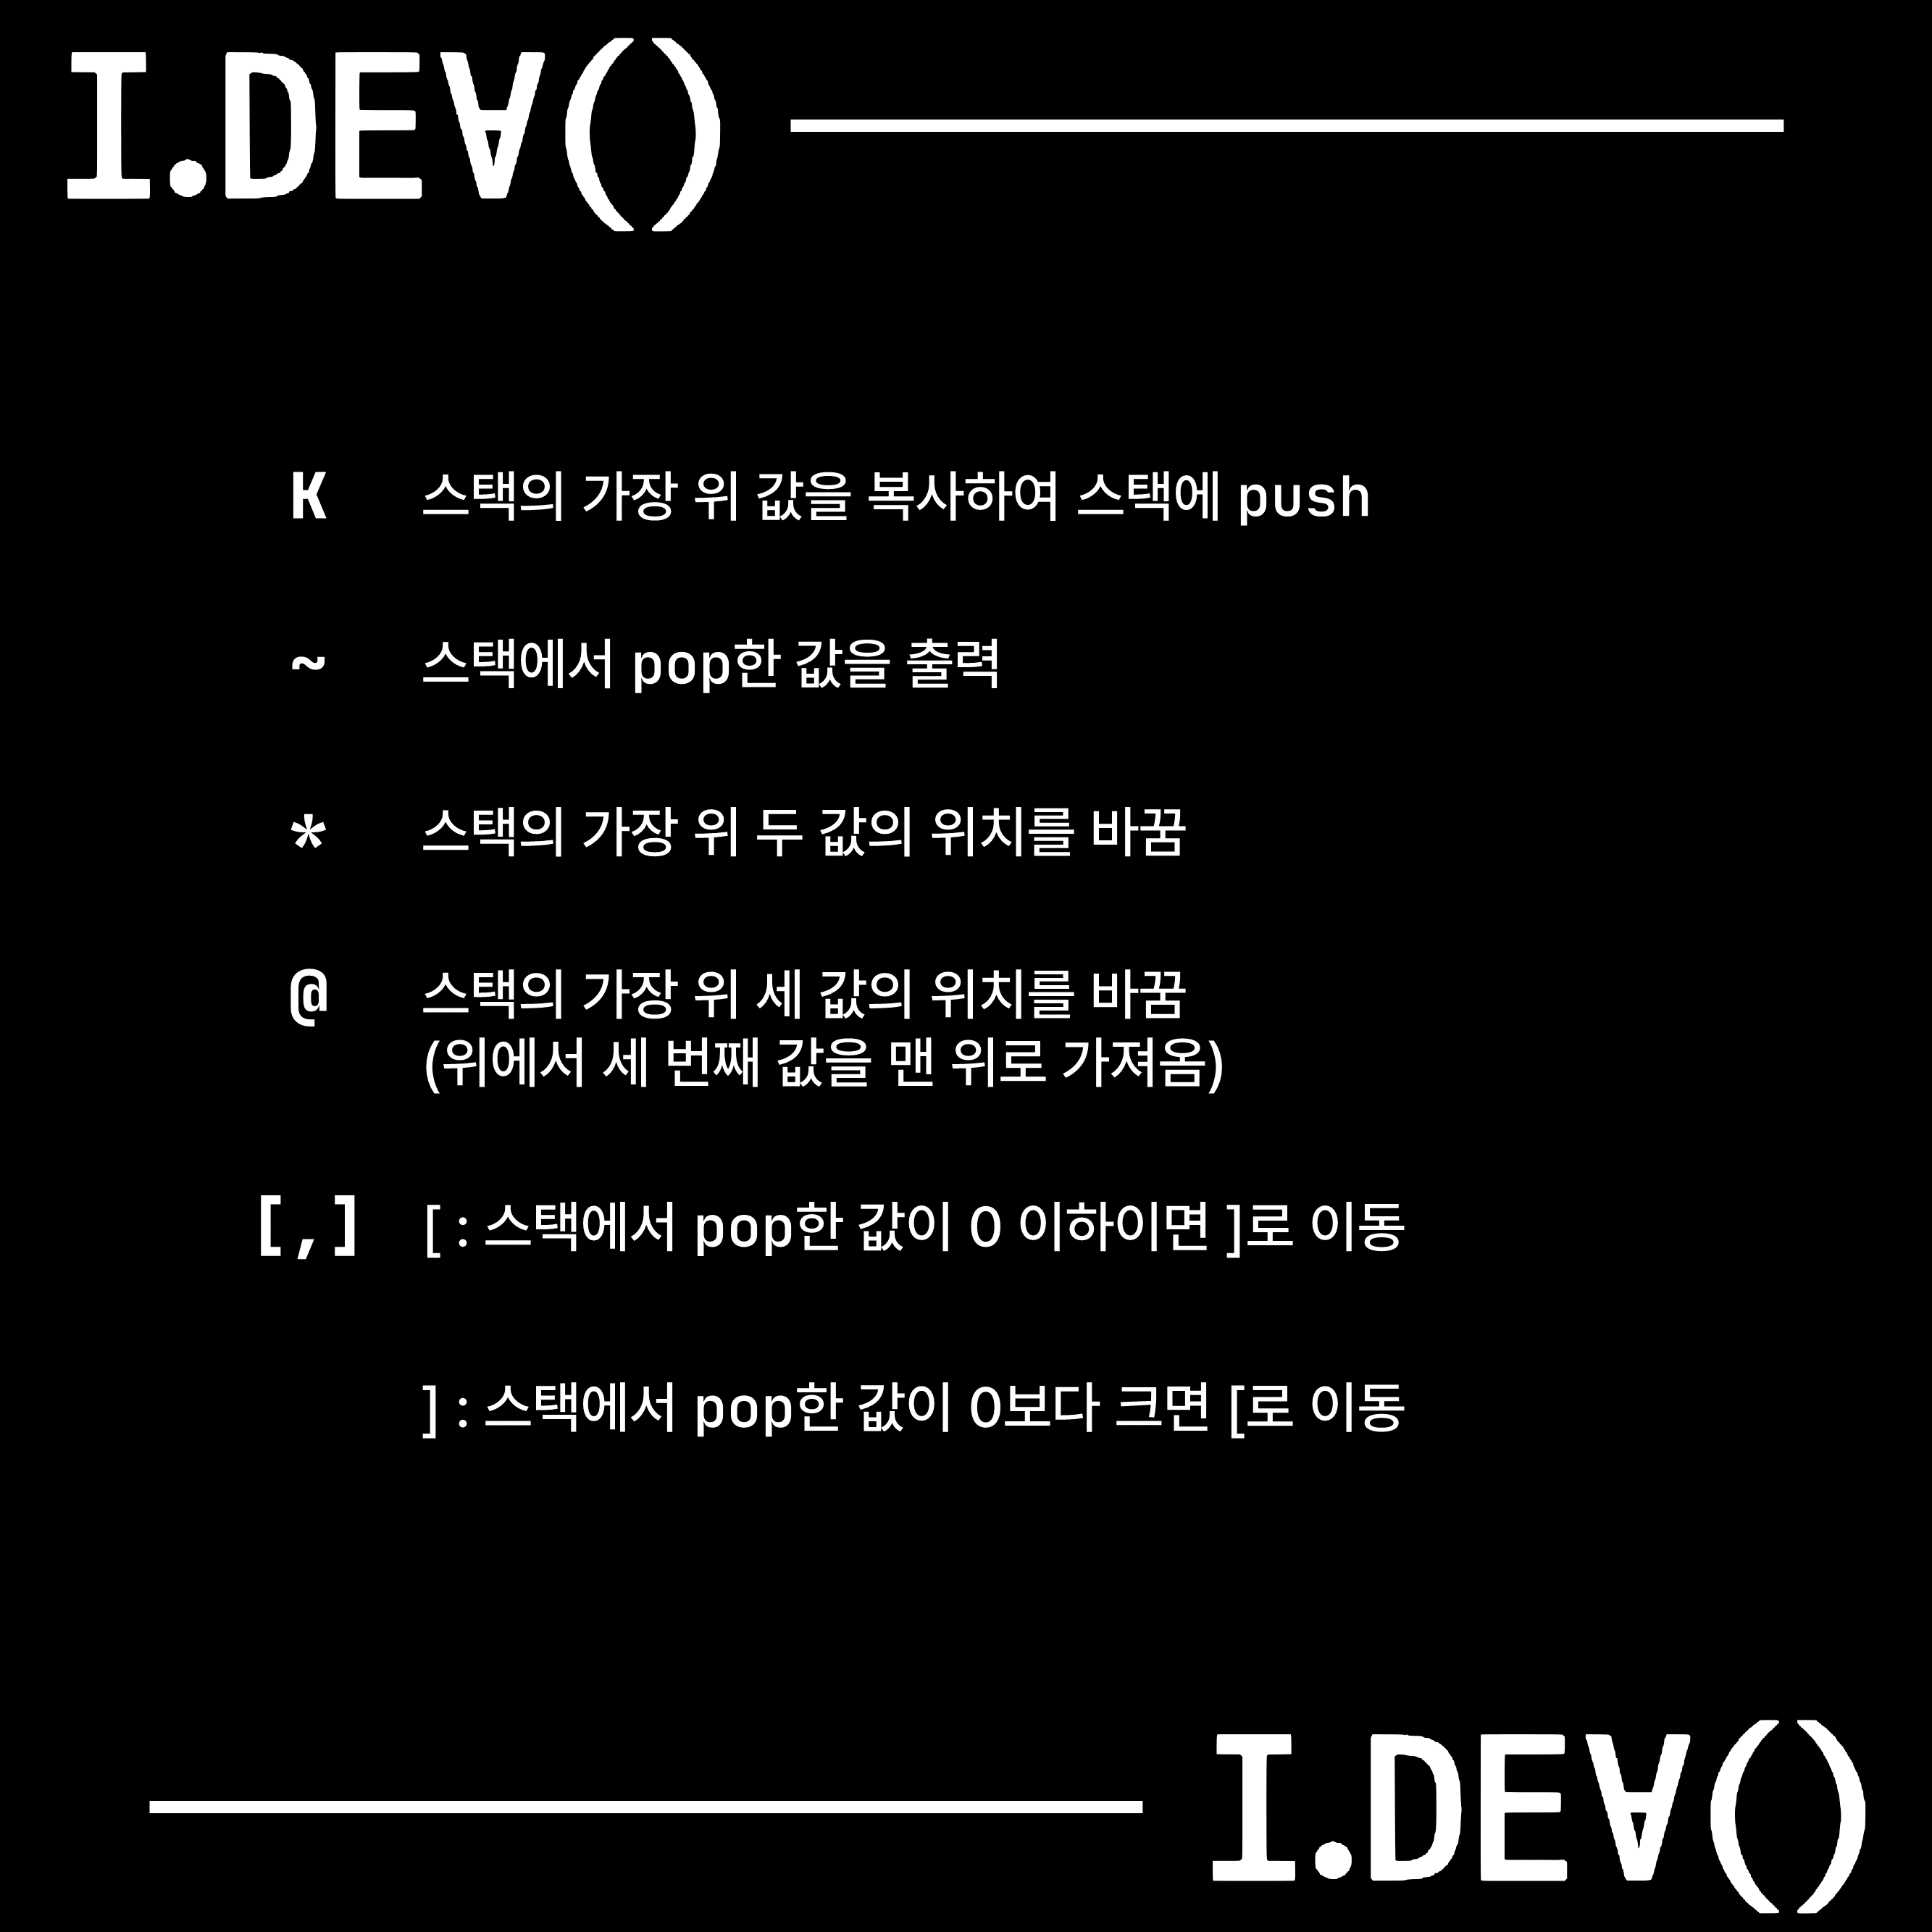 I.DEV()
K 스택의 가장 위 값을 복사하여 스택에 push
~ 스택에서 pop한 값을 출력
* 스택의 가장 위 두 값의 위치를 바꿈
@ 스택의 가장 위 세 값의 위치를 바꿈
(위에서 세 번째 값을 맨 위로 가져옴)
[,] [:스택에서 pop한 값이 0 이하이면 ]로 이동
]:스택에서 pop한 값이 0보다 크면 [로 이동
I.DEV()